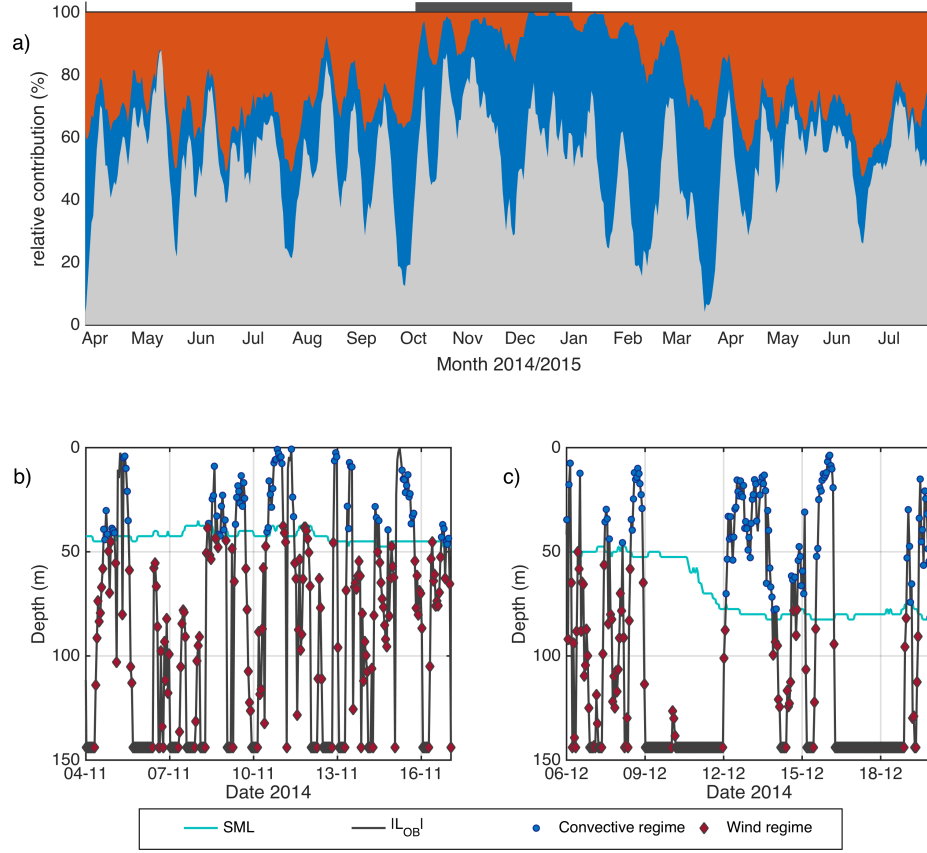 a)
relative contribution (%)
100
80
60
40
20
0
Apr May Jun Jul Aug Sep Oct Nov Dec Jan Feb Mar Apr May Jun Jul
Month 2014/2015
b)
Depth (m)
0
50
100
150
04-11 07-11 10-11 13-11 16-11
Date 2014
c)
Depth (m)
0
50
100
150
06-12 09-12 12-12 15-12 18-12
Date 2014
SML |L_OB| Convective regime Wind regime